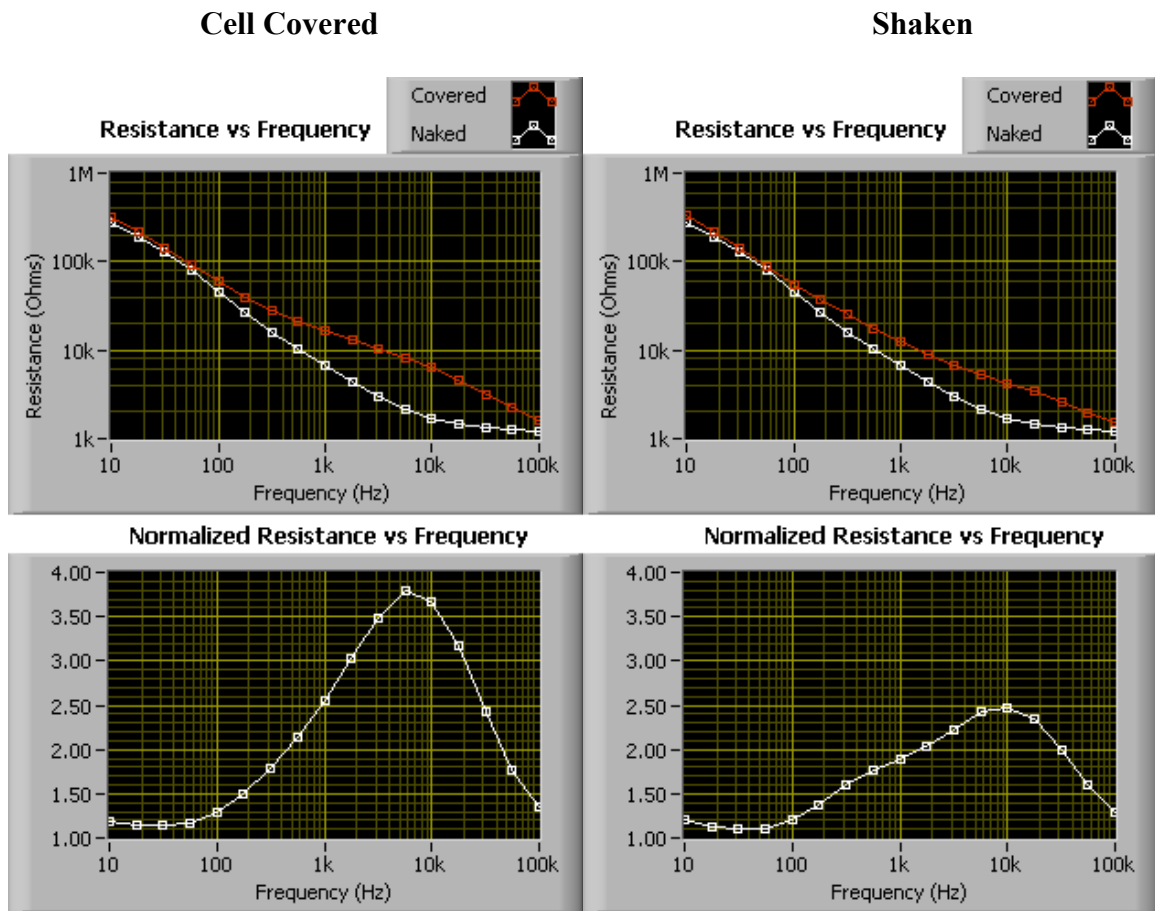 Cell Covered
Shaken
Covered
Naked
Resistance vs Frequency
1M
100k
10k
1k
Resistance (Ohms)
10 100 1k 10k 100k
Frequency (Hz)
Covered
Naked
Resistance vs Frequency
1M
100k
10k
1k
Resistance (Ohms)
10 100 1k 10k 100k
Frequency (Hz)
Normalized Resistance vs Frequency
4.00
3.50
3.00
2.50
2.00
1.50
1.00
10 100 1k 10k 100k
Frequency (Hz)
Normalized Resistance vs Frequency
4.00
3.50
3.00
2.50
2.00
1.50
1.00
10 100 1k 10k 100k
Frequency (Hz)